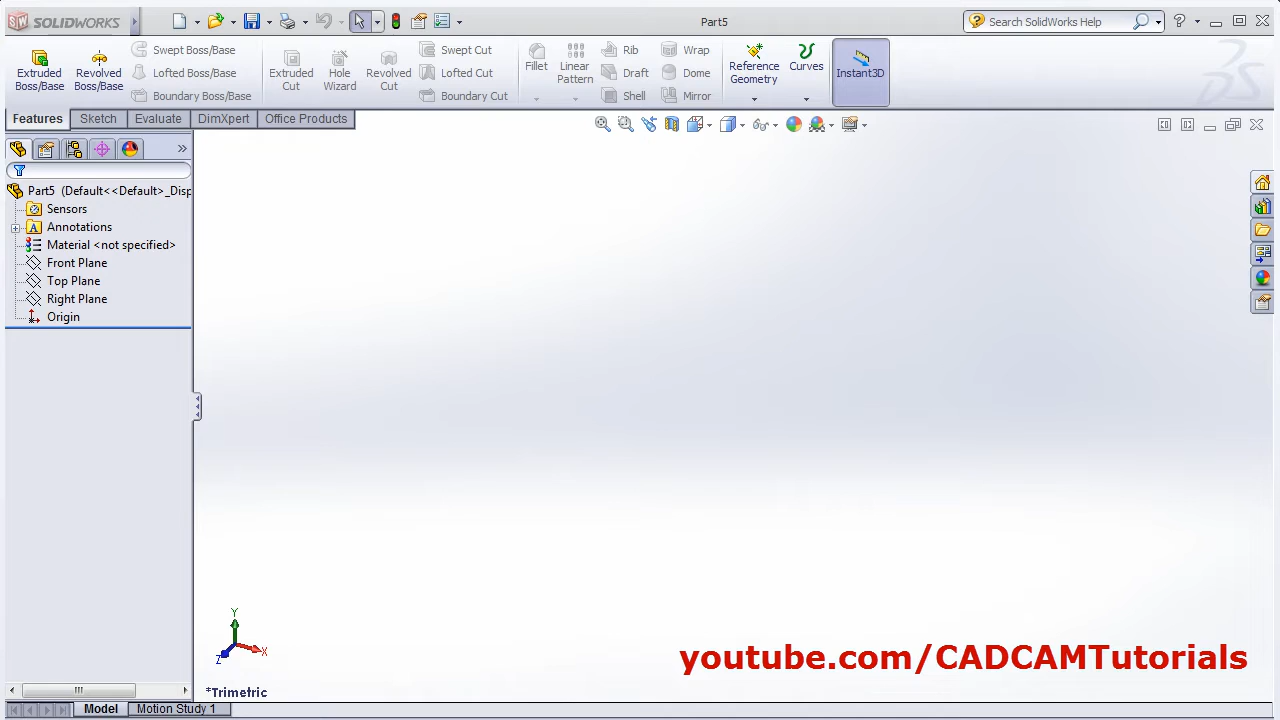 SOLIDWORKS
Part5
Search SolidWorks Help
Extruded Boss/Base
Revolved Boss/Base
Swept Boss/Base
Lofted Boss/Base
Boundary Boss/Base
Extruded Cut
Hole Wizard
Revolved Cut
Swept Cut
Lofted Cut
Boundary Cut
Fillet
Linear Pattern
Rib
Draft
Shell
Wrap
Dome
Mirror
Reference Geometry
Curves
Instant3D
Features
Sketch
Evaluate
DimXpert
Office Products
Part5 (Default<<Default>_Disp
Sensors
Annotations
Material <not specified>
Front Plane
Top Plane
Right Plane
Origin
Y
X
Z
*Trimetric
youtube.com/CADCAMTutorials
Model
Motion Study 1